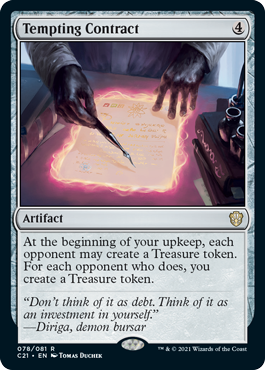 Tempting Contract 4
Artifact
At the beginning of your upkeep, each
opponent may create a Treasure token.
For each opponent who does, you
create a Treasure token.
“Don’t think of it as debt. Think of it as
an investment in yourself.”
—Diriga, demon bursar
078/081 R
C21 • EN Tomas Duchek
™ & © 2021 Wizards of the Coast